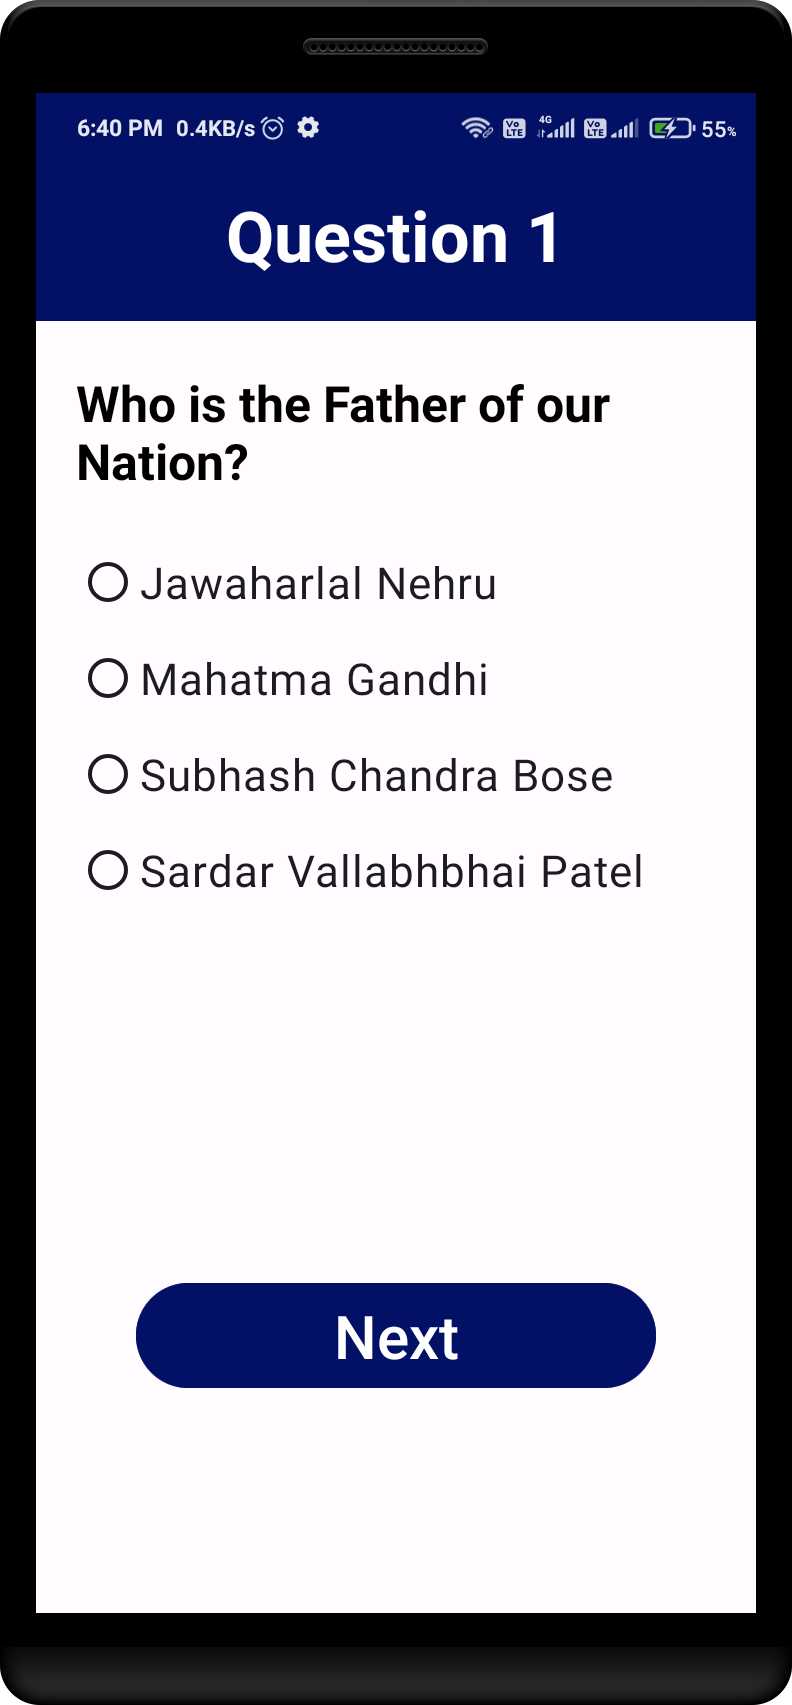 6:40 PM 0.4KB/s Vo LTE 4G Vo LTE 55%
Question 1
Who is the Father of our
Nation?
Jawaharlal Nehru
Mahatma Gandhi
Subhash Chandra Bose
Sardar Vallabhbhai Patel
Next